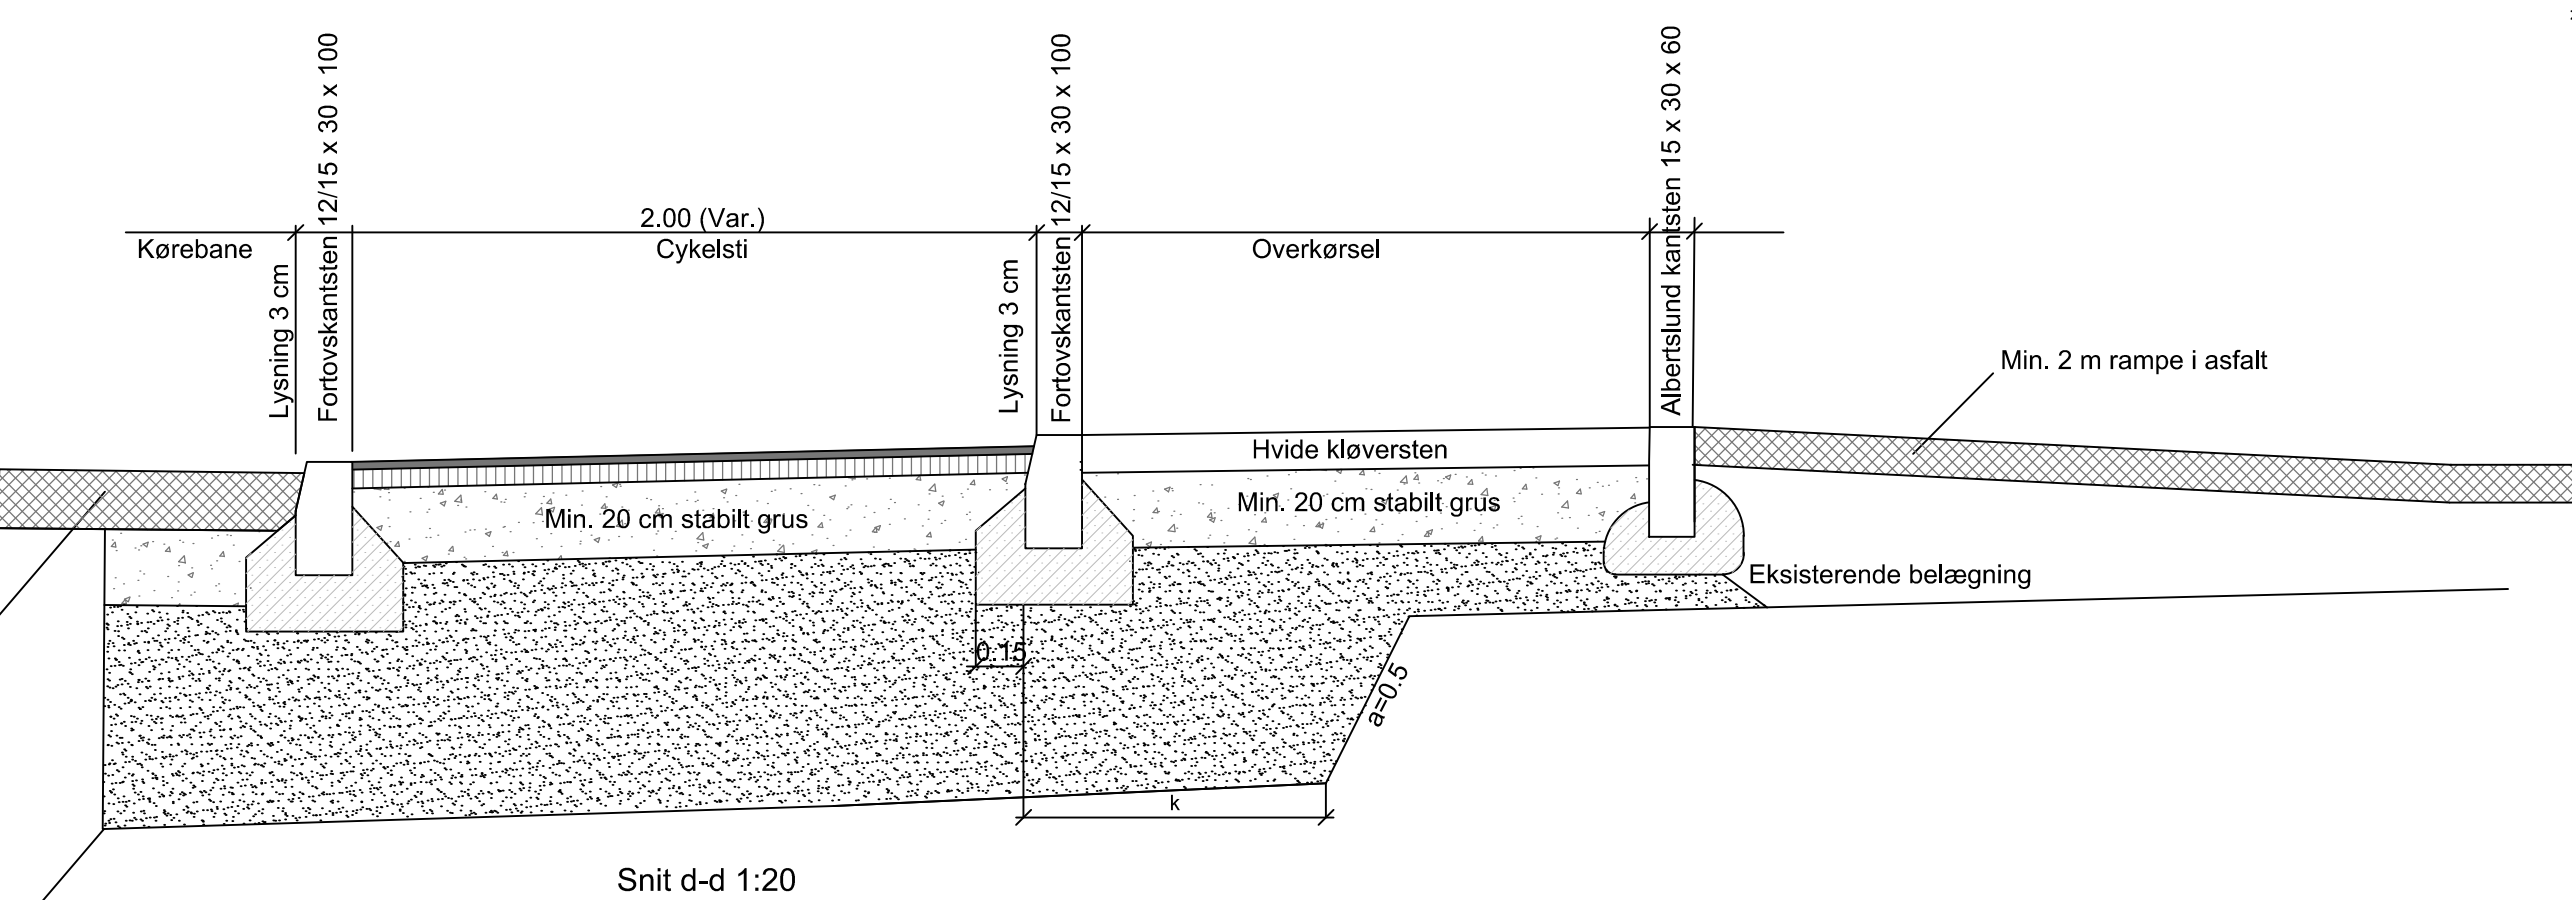 Fortovskantsten 12/15 x 30 x 100
Fortovskantsten 12/15 x 30 x 100
Albertslund kantsten 15 x 30 x 60
2.00 (Var.)
Kørebane
Cykelsti
Overkørsel
Lysning 3 cm
Lysning 3 cm
Min. 2 m rampe i asfalt
Hvide kløversten
Min. 20 cm stabilt grus
Min. 20 cm stabilt grus
Eksisterende belægning
0.15
a=0.5
k
Snit d-d 1:20